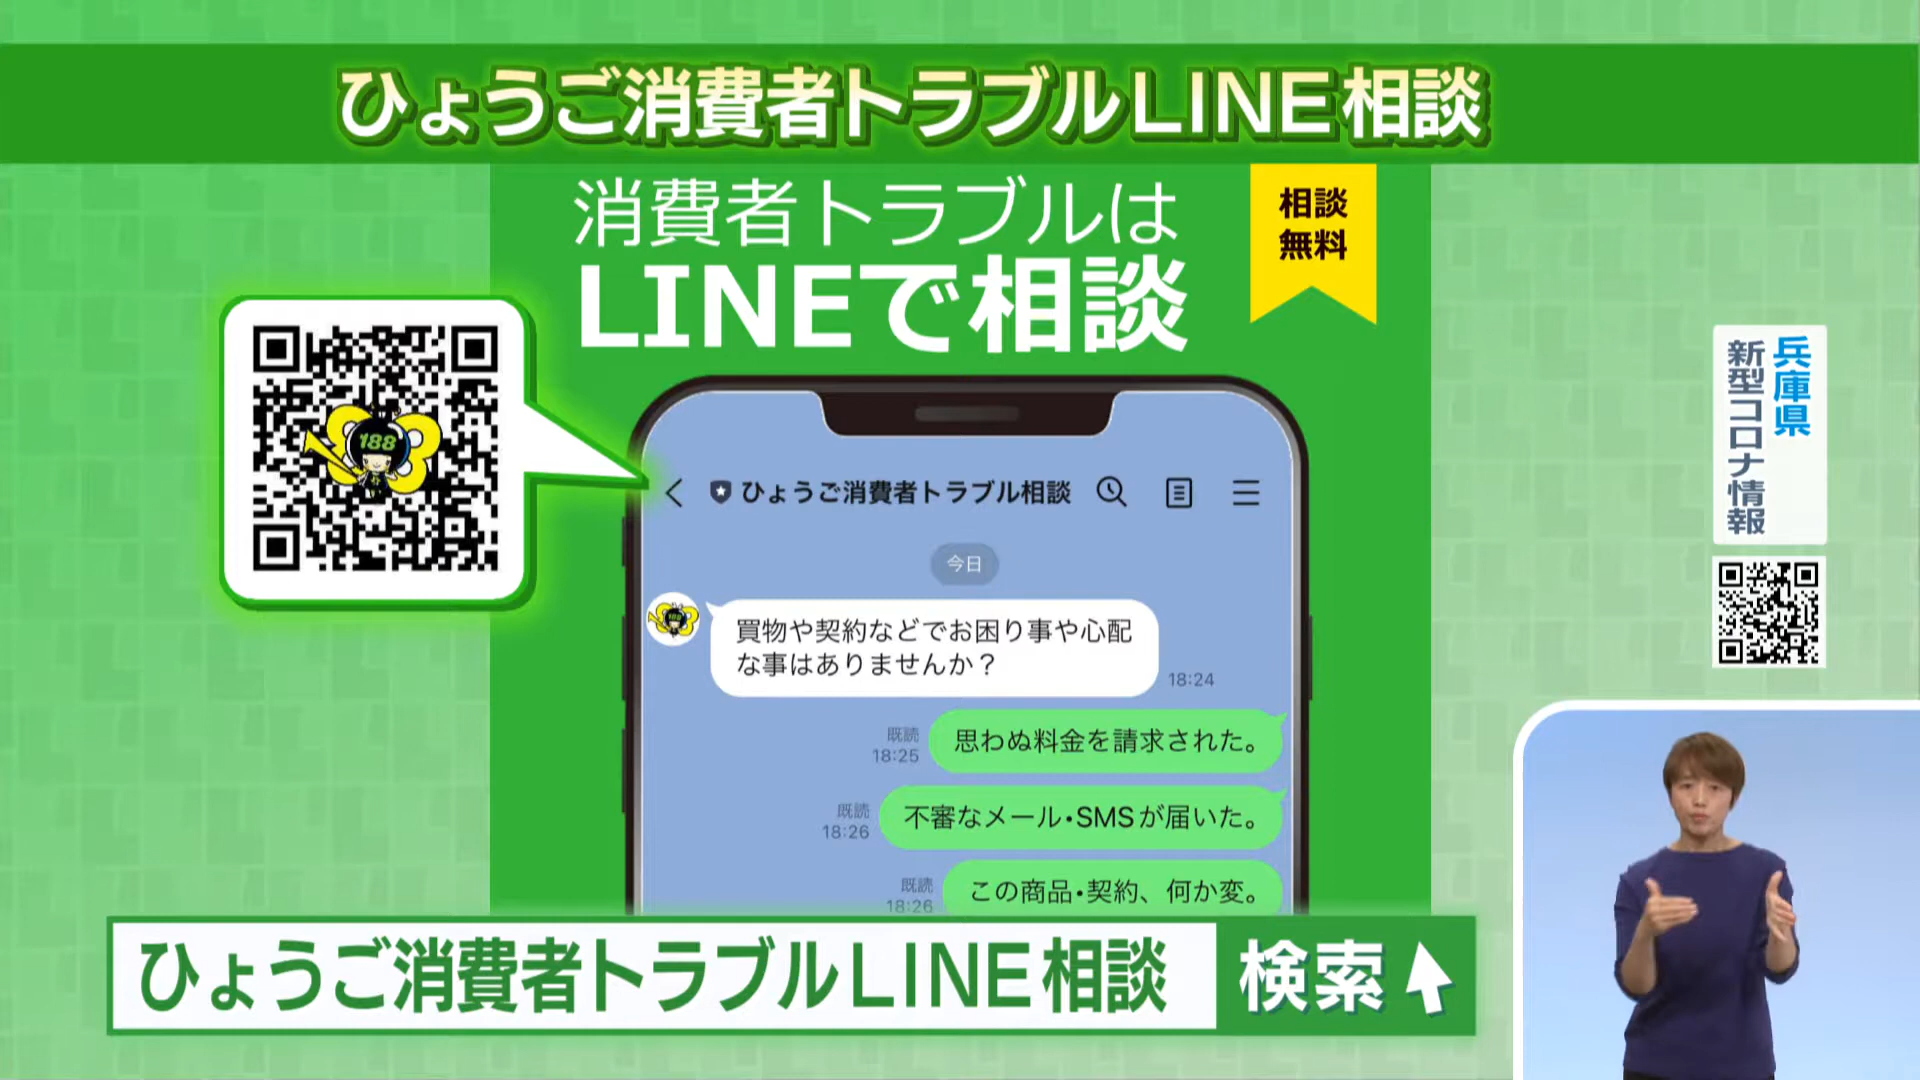 ひょうご消費者トラブルLINE相談
消費者トラブルは
LINEで相談
相談
無料
188
ひょうご消費者トラブル相談
今日
買物や契約などでお困り事や心配
な事はありませんか？
18:24
既読
18:25
思わぬ料金を請求された。
既読
18:26
不審なメール・SMSが届いた。
既読
18:26
この商品・契約、何か変。
ひょうご消費者トラブルLINE相談
検索
兵庫県
新型コロナ情報